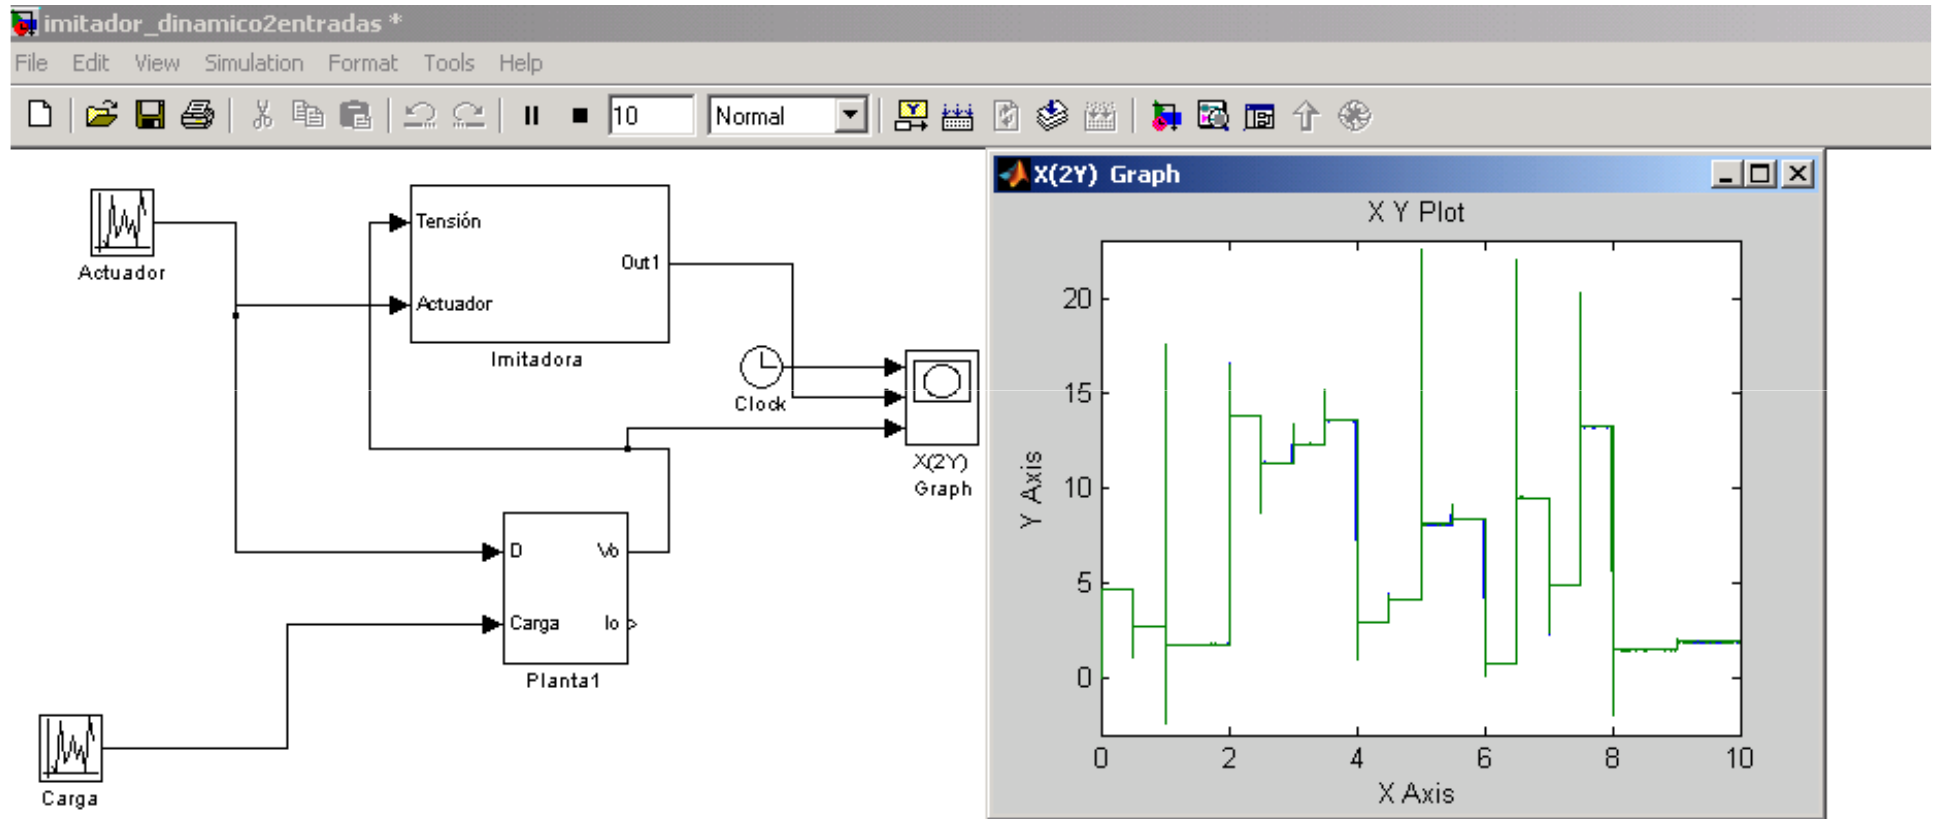 imitador_dinamico2entradas *
File Edit View Simulation Format Tools Help
10 Normal
Actuador
Tensión
Actuador
Out1
Imitadora
Clock
X(2Y)
Graph
D
Vo
Carga
Io
Planta1
Carga
X(2Y) Graph
X Y Plot
Y Axis
20
15
10
5
0
0 2 4 6 8 10
X Axis